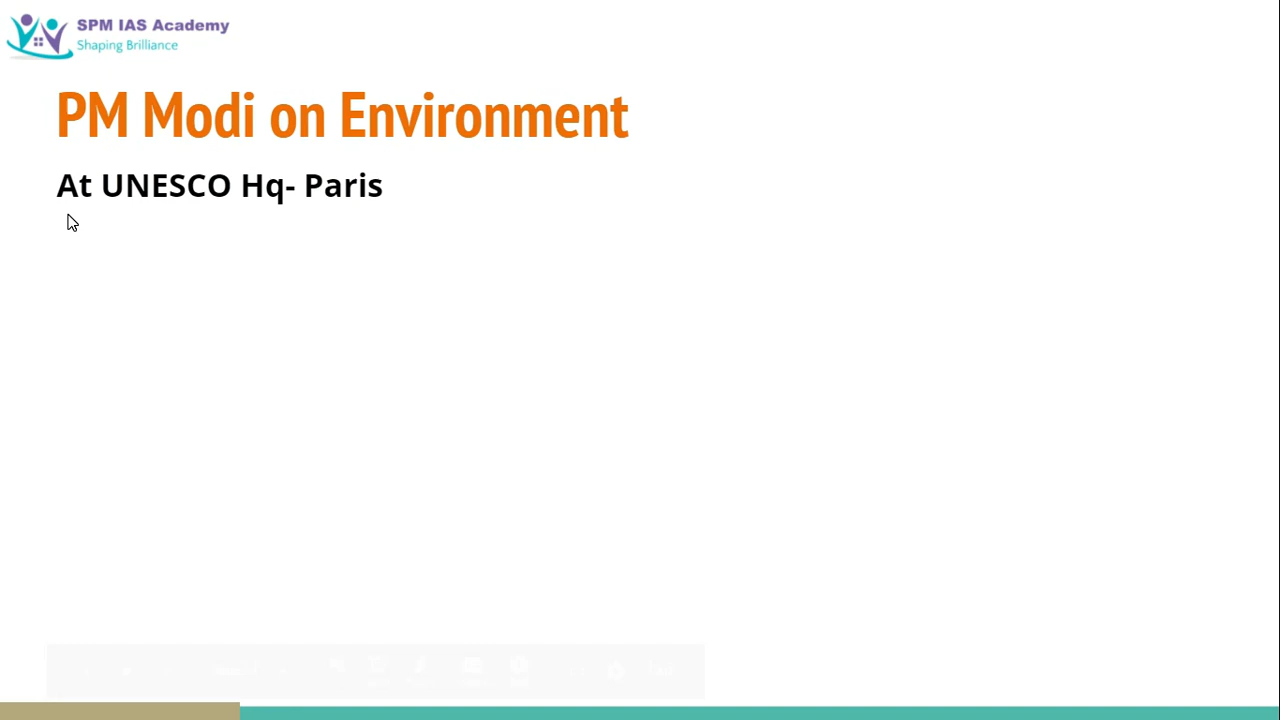 SPM IAS Academy
Shaping Brilliance
PM Modi on Environment
At UNESCO Hq- Paris